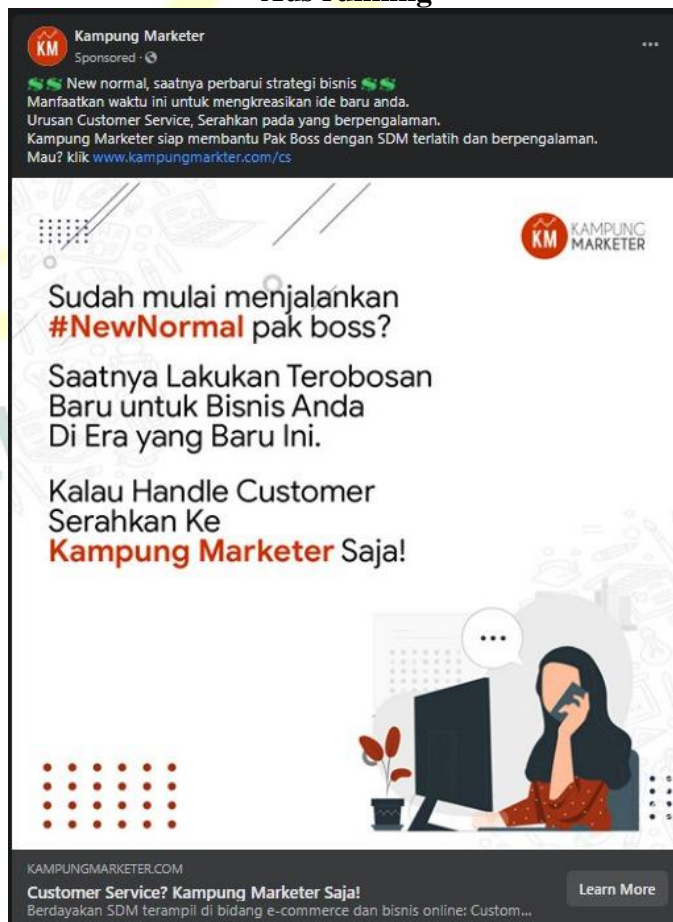 Kampung Marketer
Sponsored ·
New normal, saatnya perbarui strategi bisnis
Manfaatkan waktu ini untuk mengkreasikan ide baru anda.
Urusan Customer Service, Serahkan pada yang berpengalaman.
Kampung Marketer siap membantu Pak Boss dengan SDM terlatih dan berpengalaman.
Mau? klik www.kampungmarkter.com/cs
KM KAMPUNG
MARKETER
Sudah mulai menjalankan
#NewNormal pak boss?
Saatnya Lakukan Terobosan
Baru untuk Bisnis Anda
Di Era yang Baru Ini.
Kalau Handle Customer
Serahkan Ke
Kampung Marketer Saja!
KAMPUNGMARKETER.COM
Customer Service? Kampung Marketer Saja!
Learn More
Berdayakan SDM terampil di bidang e-commerce dan bisnis online: Custom...